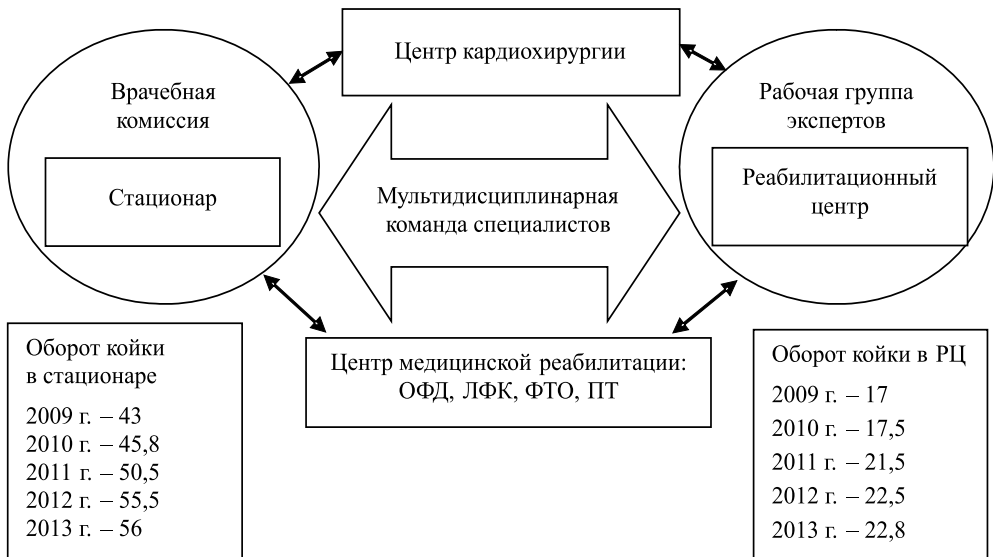 Центр кардиохирургии
Врачебная
комиссия
Стационар
Рабочая группа
экспертов
Реабилитационный
центр
Мультидисциплинарная
команда специалистов
Центр медицинской реабилитации:
ОФД, ЛФК, ФТО, ПТ
Оборот койки
в стационаре
2009 г. – 43
2010 г. – 45,8
2011 г. – 50,5
2012 г. – 55,5
2013 г. – 56
Оборот койки в РЦ
2009 г. – 17
2010 г. – 17,5
2011 г. – 21,5
2012 г. – 22,5
2013 г. – 22,8